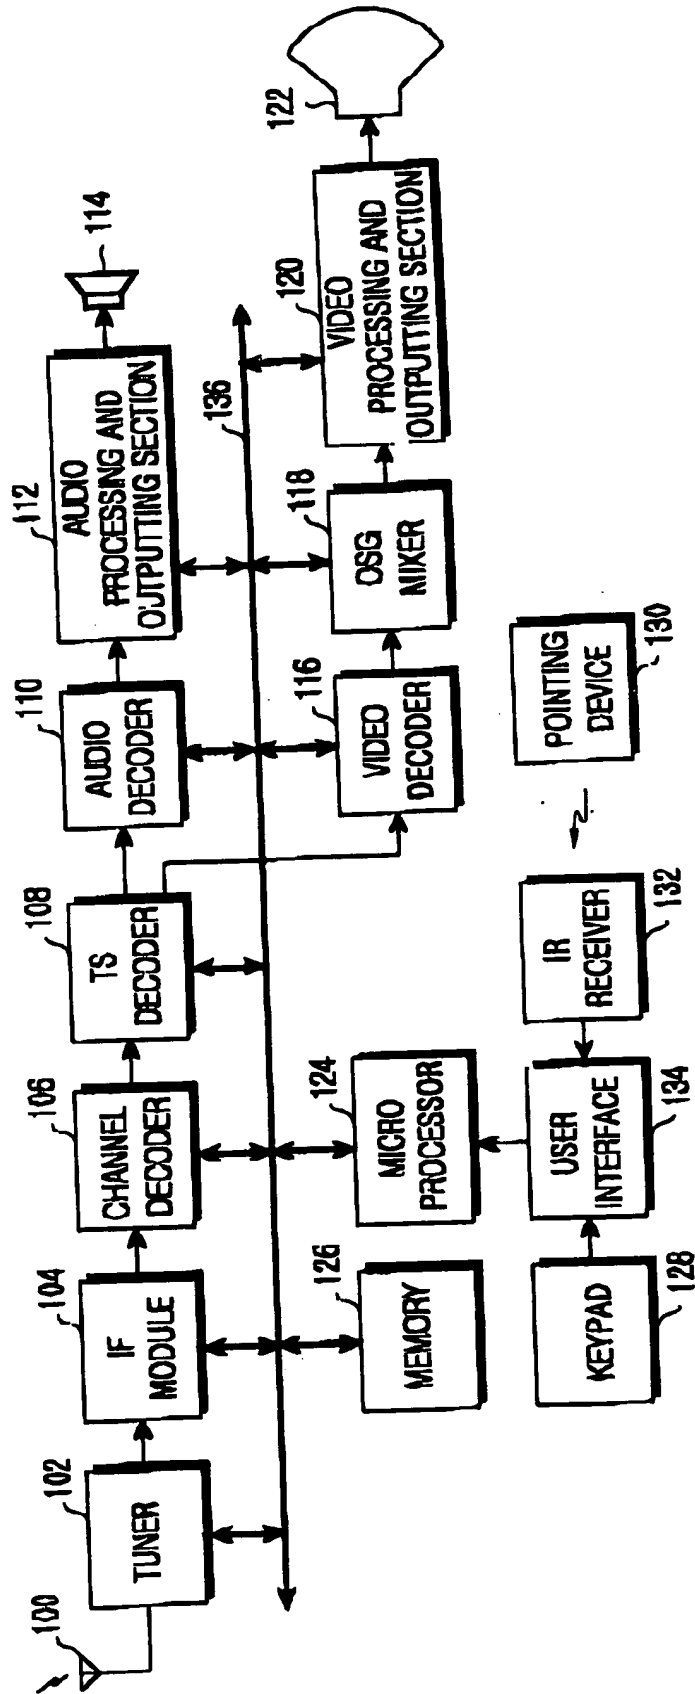 100
102
TUNER
104
IF
MODULE
106
CHANNEL
DECODER
108
TS
DECODER
110
AUDIO
DECODER
112
AUDIO
PROCESSING AND
OUTPUTTING SECTION
114
136
126
MEMORY
124
MICRO
PROCESSOR
116
VIDEO
DECODER
118
OSG
MIXER
120
VIDEO
PROCESSING AND
OUTPUTTING SECTION
122
KEYPAD
128
USER
INTERFACE
134
IR
RECEIVER
132
POINTING
DEVICE
130